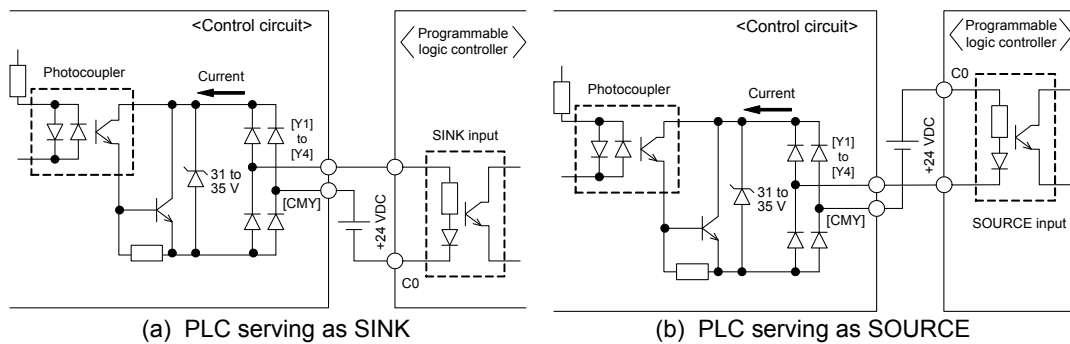 <Control circuit>
Programmable
logic controller
Photocoupler
Current
[Y1]
to
[Y4]
SINK input
31 to
35 V
[CMY]
+24 VDC
C0
(a) PLC serving as SINK
<Control circuit>
Programmable
logic controller
C0
Photocoupler
Current
[Y1]
to
[Y4]
+24 VDC
31 to
35 V
[CMY]
SOURCE input
(b) PLC serving as SOURCE